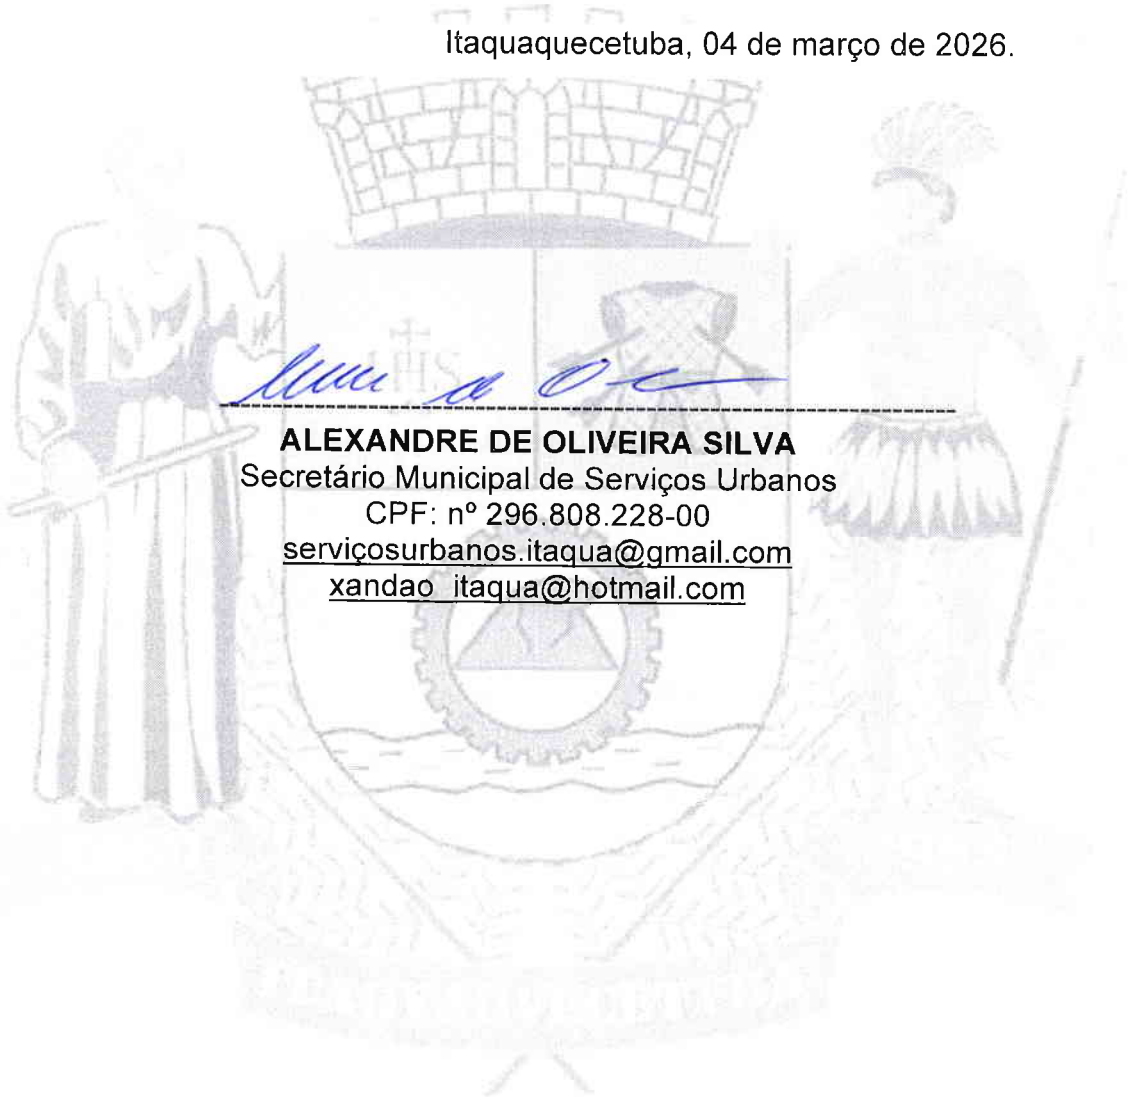 Itaquaquecetuba, 04 de março de 2026.
IHS
ALEXANDRE DE OLIVEIRA SILVA
Secretário Municipal de Serviços Urbanos
CPF: nº 296.808.228-00
serviçosurbanos.itaqua@gmail.com
xandao_itaqua@hotmail.com